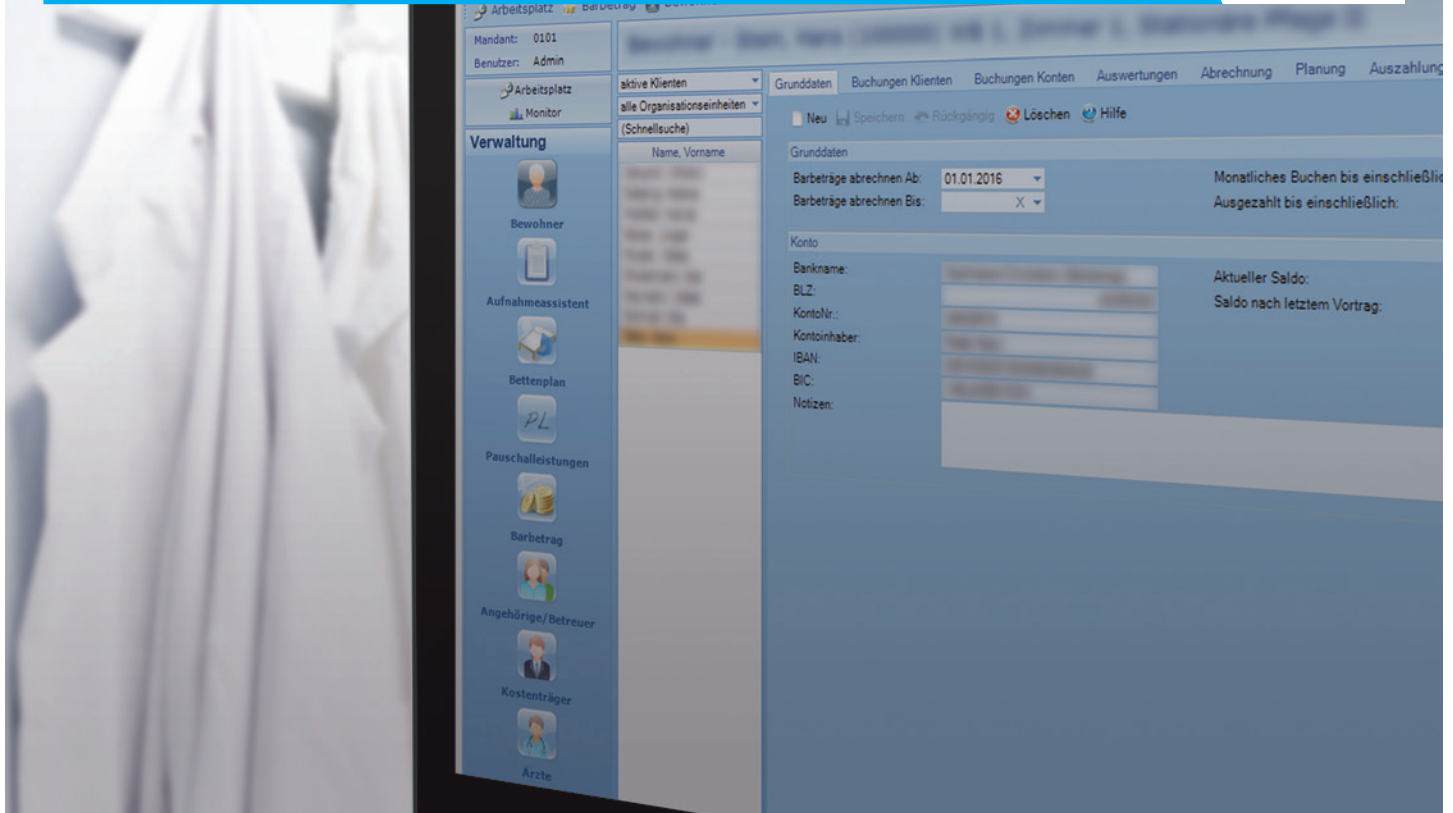 Arbeitsplatz
Mandant: 0101
Benutzer: Admin
Arbeitsplatz
Monitor
Verwaltung
Bewohner
Aufnahmeassistent
Bettenplan
PL
Pauschalleistungen
Barbetrag
Angehörige/Betreuer
Kostenträger
Ärzte
aktive Klienten
alle Organisationseinheiten
(Schnellsuche)
Name, Vorname
Grunddaten Buchungen Klienten Buchungen Konten Auswertungen Abrechnung Planung Auszahlung
Neu Speichern Rückgängig Löschen Hilfe
Grunddaten
Barbeträge abrechnen Ab: 01.01.2016 Monatliches Buchen bis einschließlic
Barbeträge abrechnen Bis: X Ausgezahlt bis einschließlich:
Konto
Bankname: Aktueller Saldo:
BLZ: Saldo nach letztem Vortrag:
KontoNr.:
Kontoinhaber:
IBAN:
BIC:
Notizen: